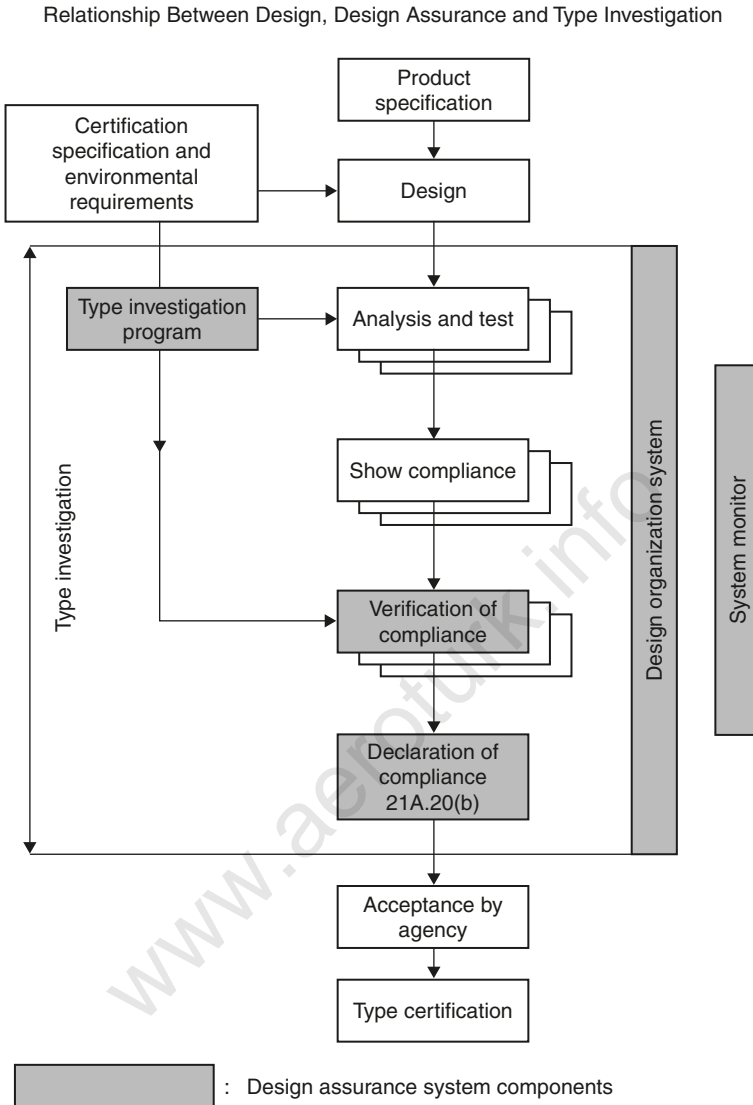 Relationship Between Design, Design Assurance and Type Investigation
Product
specification
Certification
specification and
environmental
requirements
Design
Type investigation
program
Analysis and test
Show compliance
Type investigation
Verification of
compliance
Declaration of
compliance
21A.20(b)
Design organization system
System monitor
Acceptance by
agency
Type certification
: Design assurance system components
www.aeroturk.info